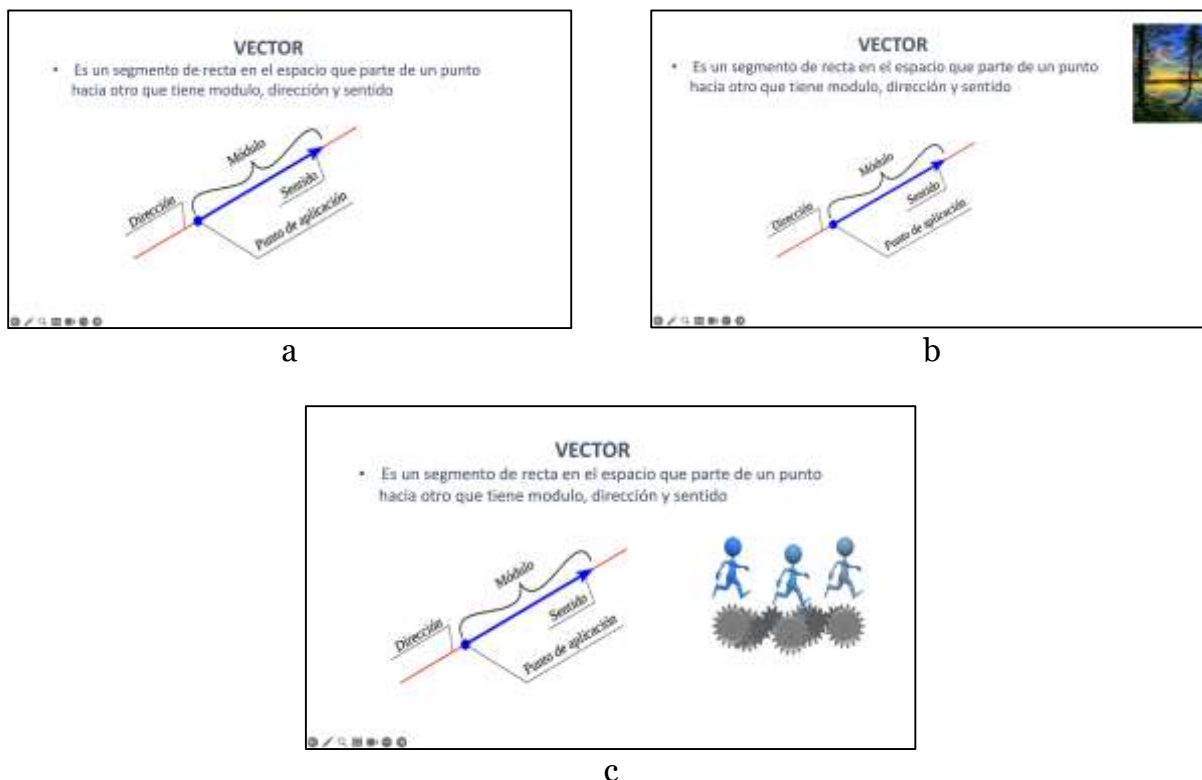 VECTOR
• Es un segmento de recta en el espacio que parte de un punto
hacia otro que tiene modulo, dirección y sentido
Módulo
Sentido
Dirección
Punto de aplicación
a
VECTOR
• Es un segmento de recta en el espacio que parte de un punto
hacia otro que tiene modulo, dirección y sentido
Módulo
Sentido
Dirección
Punto de aplicación
b
VECTOR
• Es un segmento de recta en el espacio que parte de un punto
hacia otro que tiene modulo, dirección y sentido
Módulo
Sentido
Dirección
Punto de aplicación
c